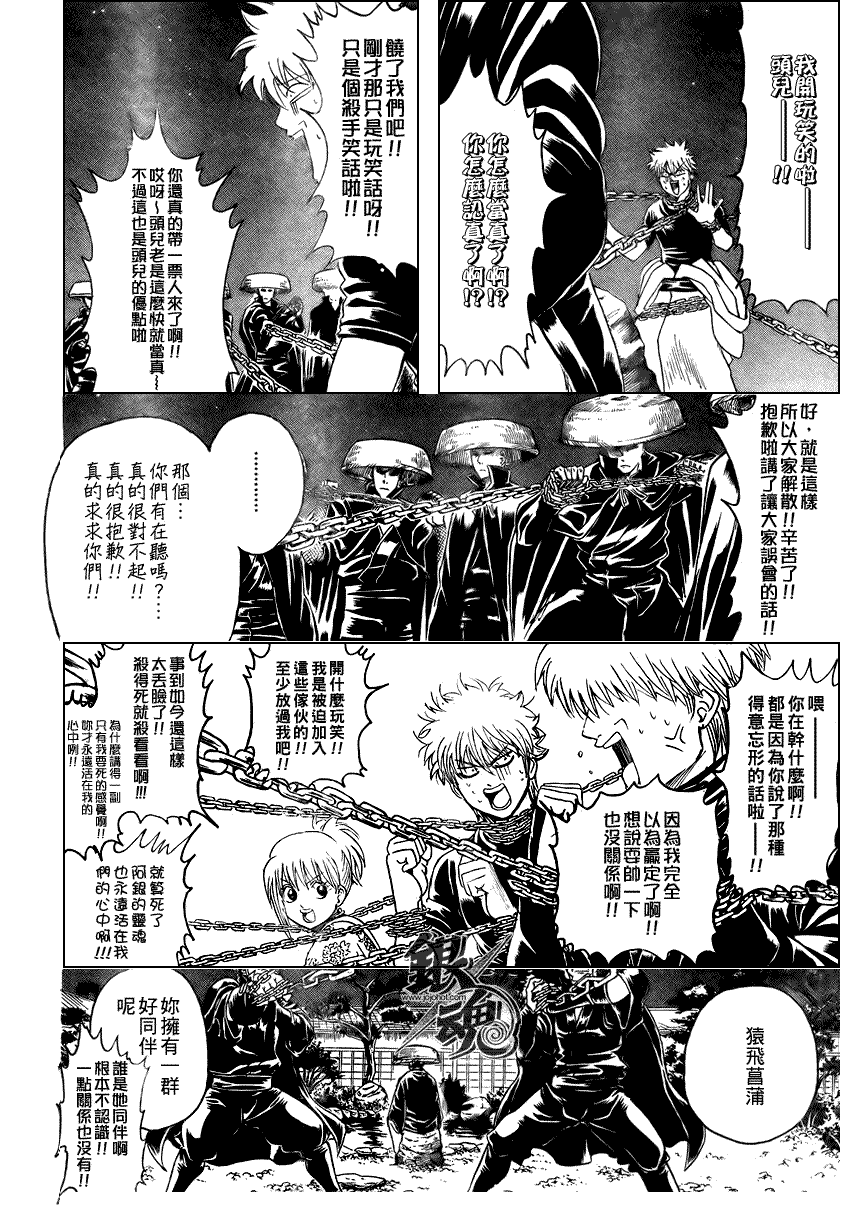 我開玩笑的啦——
頭兒——!!
你怎麼當真了啊!?
你怎麼認真了啊!?
饒了我們吧!!
剛才那只是玩笑話呀!!
只是個殺手笑話啦!!
你還真的帶一票人來了啊!!
哎呀~頭兒老是這麼快就當真~
不過這也是頭兒的優點啦
好,就是這樣
所以大家解散!!辛苦了!!
抱歉啦講了讓大家誤會的話!!
………
那個…
你們有在聽嗎?…
真的很對不起!!
真的很抱歉!!
真的求求你們!!
喂——
你在幹什麼啊!!
都是因為你說了那種
得意忘形的話啦——!!
因為我完全
以為贏定了啊!!
想說耍帥一下
也沒關係啊!!
開什麼玩笑!!
我是被迫加入
這些傢伙的!!
至少放過我吧!!
事到如今還這樣
太丟臉了!!
殺得死就殺看看啊!!!
為什麼講得一副
只有我要死的感覺啊!!
妳才永遠活在我的
心中咧!!
就算死了
阿銀的靈魂
也永遠活在我
們的心中啊!!!
猿飛菖蒲
妳擁有一群
好同伴
呢
誰是她同伴啊
根本不認識!!
一點關係也沒有!!
銀魂
www.jojohot.com